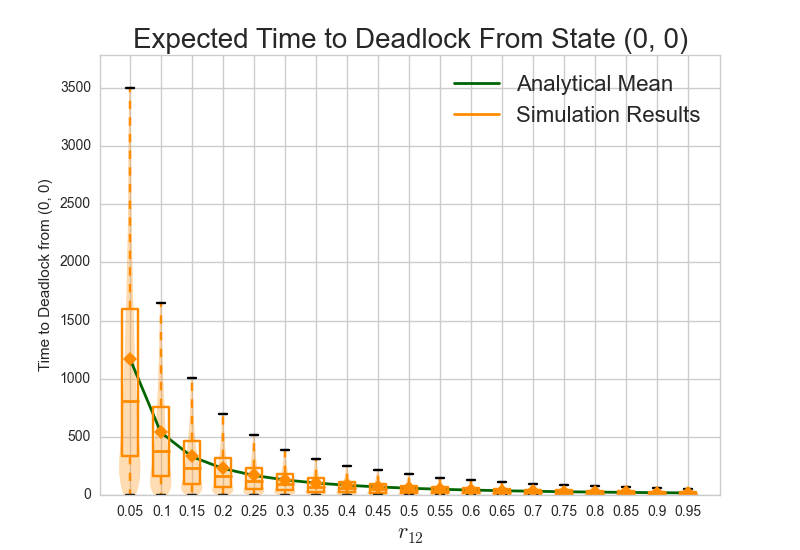 Expected Time to Deadlock From State (0, 0)
Analytical Mean
Simulation Results
Time to Deadlock from (0, 0)
3500
3000
2500
2000
1500
1000
500
0
0.05 0.1 0.15 0.2 0.25 0.3 0.35 0.4 0.45 0.5 0.55 0.6 0.65 0.7 0.75 0.8 0.85 0.9 0.95
r12